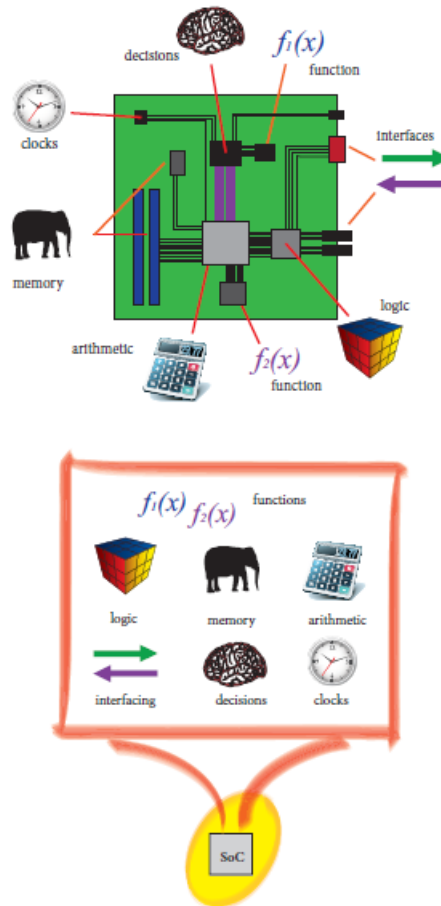 decisions
f₁(x)
function
clocks
interfaces
memory
logic
arithmetic
f₂(x)
function
f₁(x) f₂(x) functions
logic memory arithmetic
interfacing decisions clocks
SoC